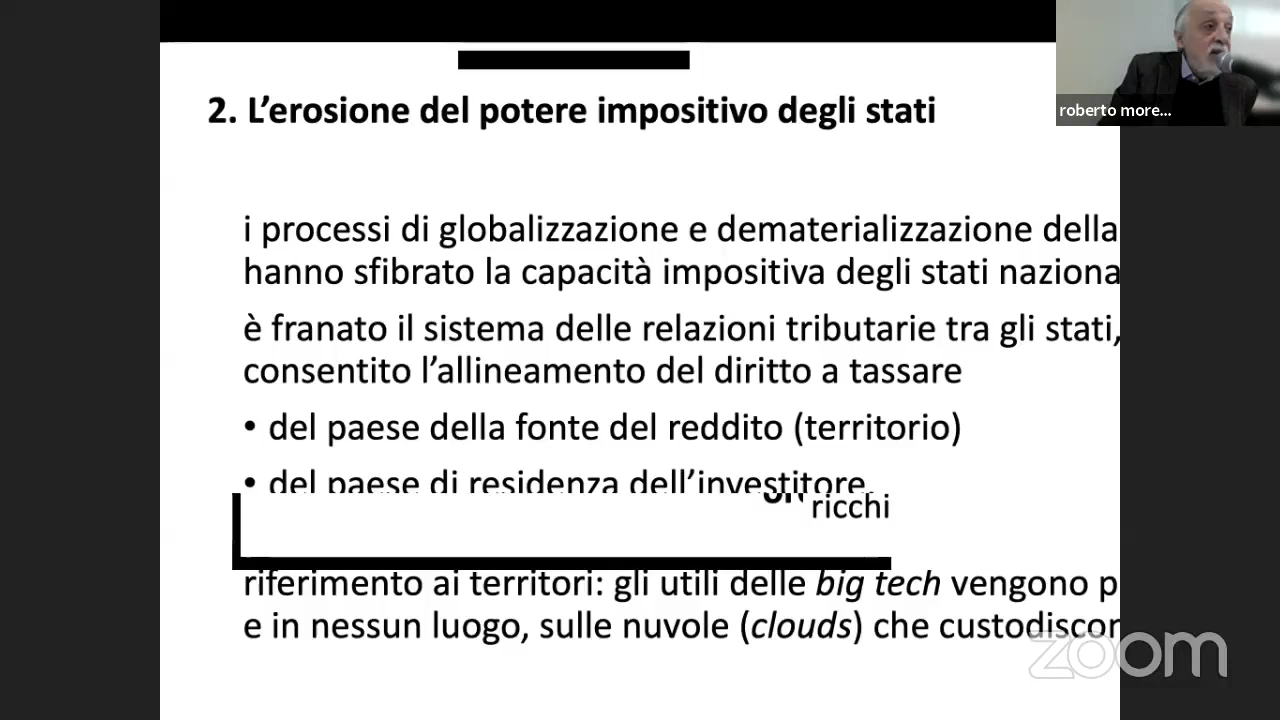 2. L’erosione del potere impositivo degli stati
roberto more...
i processi di globalizzazione e dematerializzazione della
hanno sfibrato la capacità impositiva degli stati naziona
è franato il sistema delle relazioni tributarie tra gli stati,
consentito l’allineamento del diritto a tassare
• del paese della fonte del reddito (territorio)
• del paese di residenza dell’investitore
ricchi
riferimento ai territori: gli utili delle big tech vengono p
e in nessun luogo, sulle nuvole (clouds) che custodiscon
zoom